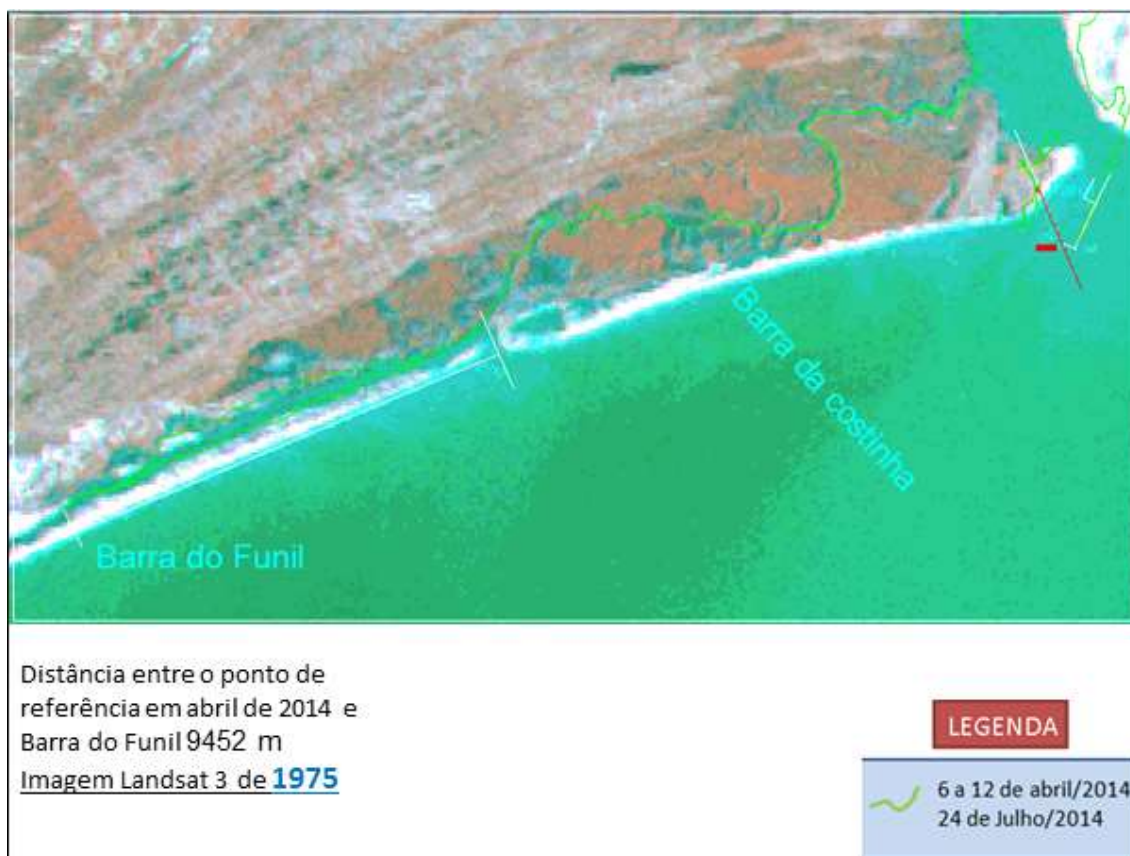 Barra da costinha
Barra do Funil
Distância entre o ponto de
referência em abril de 2014 e
Barra do Funil 9452 m
Imagem Landsat 3 de 1975
LEGENDA
6 a 12 de abril/2014
24 de Julho/2014